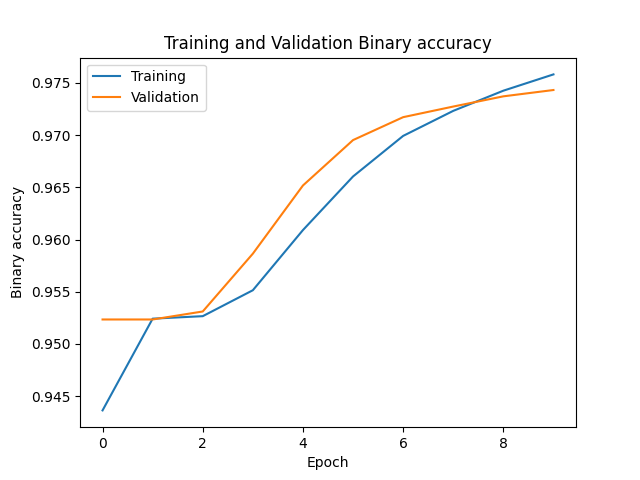 Training and Validation Binary accuracy
Training
Validation
Binary accuracy
0.975
0.970
0.965
0.960
0.955
0.950
0.945
0 2 4 6 8
Epoch